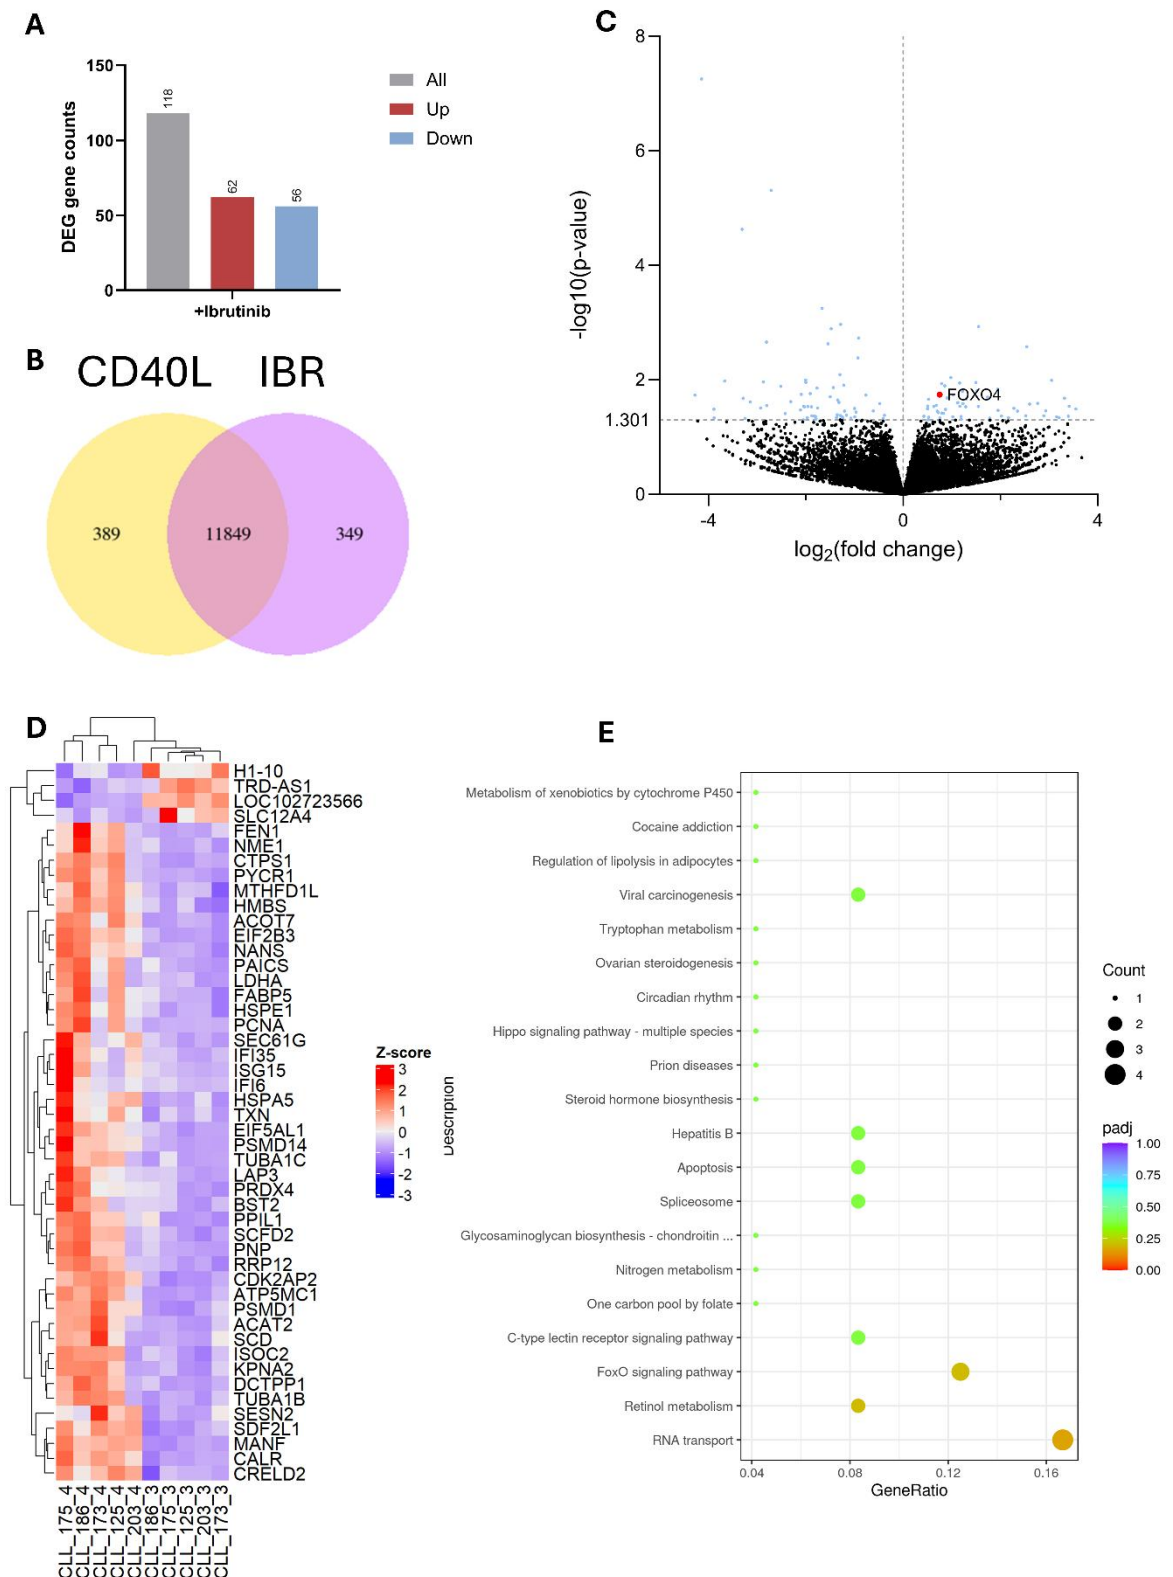 A
150
100
50
0
DEG gene counts
118
62
56
+Ibrutinib
All
Up
Down
B
CD40L IBR
389
11849
349
C
8
6
4
2
1.301
0
-log10(p-value)
FOXO4
-4
0
4
log2(fold change)
D
H1-10
TRD-AS1
LOC102723566
SLC12A4
FEN1
NME1
CTPS1
PYCR1
MTHFD1L
HMBS
ACOT7
EIF2B3
NANS
PAICS
LDHA
FABP5
HSPE1
PCNA
SEC61G
IFI35
ISG15
IFI6
HSPA5
TXN
EIF5AL1
PSMD14
TUBA1C
LAP3
PRDX4
BST2
PPIL1
SCFD2
PNP
RRP12
CDK2AP2
ATP5MC1
PSMD1
ACAT2
SCD
ISOC2
KPNA2
DCTPP1
TUBA1B
SESN2
SDF2L1
MANF
CALR
CRELD2
CLL_175_4
CLL_186_4
CLL_173_4
CLL_125_4
CLL_203_4
CLL_186_3
CLL_175_3
CLL_125_3
CLL_203_3
CLL_173_3
Z-score
3
2
1
0
-1
-2
-3
E
Description
Metabolism of xenobiotics by cytochrome P450
Cocaine addiction
Regulation of lipolysis in adipocytes
Viral carcinogenesis
Tryptophan metabolism
Ovarian steroidogenesis
Circadian rhythm
Hippo signaling pathway - multiple species
Prion diseases
Steroid hormone biosynthesis
Hepatitis B
Apoptosis
Spliceosome
Glycosaminoglycan biosynthesis - chondroitin ...
Nitrogen metabolism
One carbon pool by folate
C-type lectin receptor signaling pathway
FoxO signaling pathway
Retinol metabolism
RNA transport
0.04
0.08
0.12
0.16
GeneRatio
Count
1
2
3
4
padj
1.00
0.75
0.50
0.25
0.00